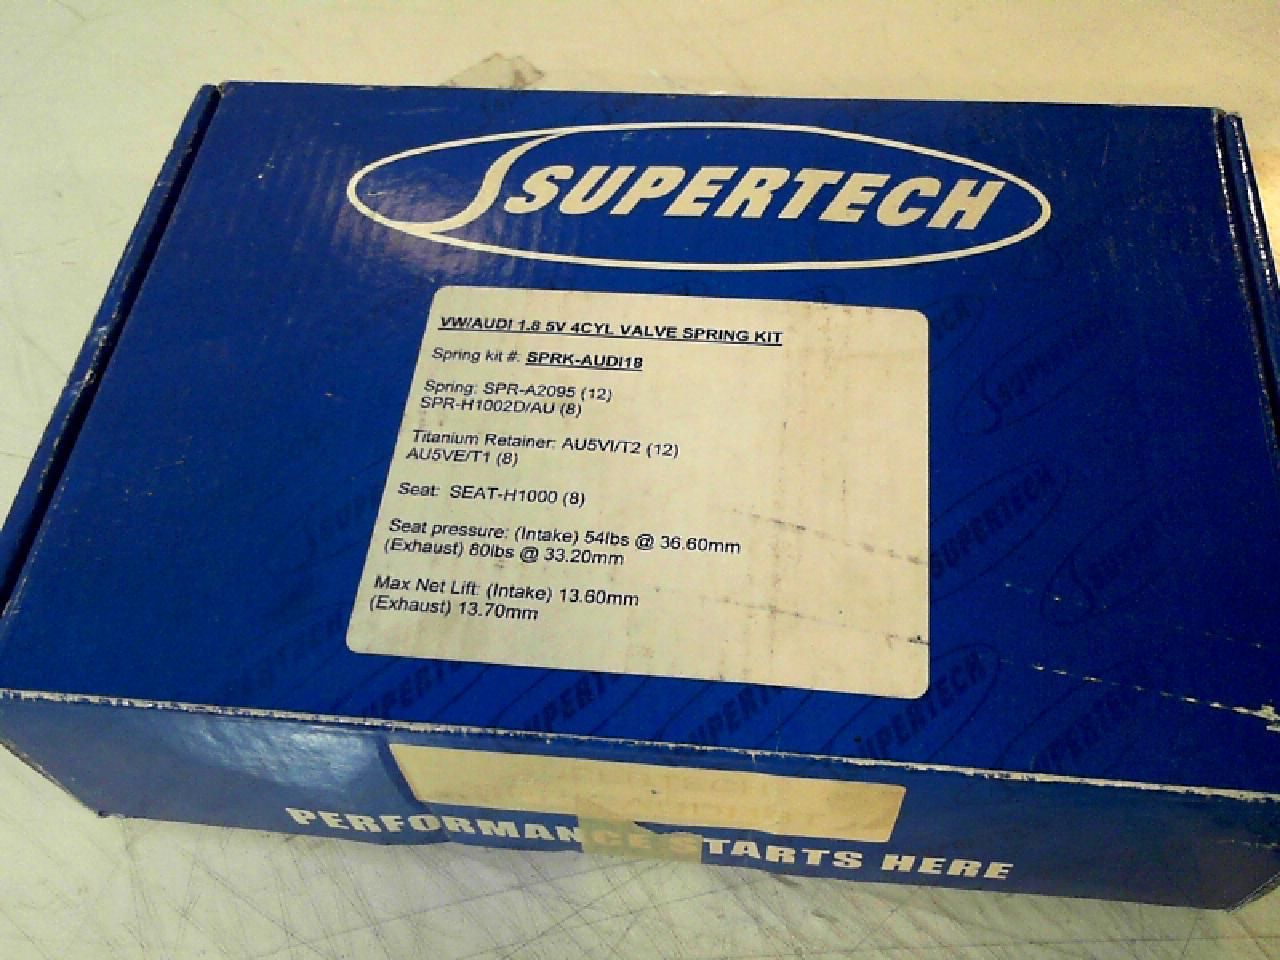 SUPERTECH
VW/AUDI 1.8 5V 4CYL VALVE SPRING KIT
Spring kit #: SPRK-AUDI18
Spring: SPR-A2095 (12)
SPR-H1002D/AU (8)
Titanium Retainer: AU5VI/T2 (12)
AU5VE/T1 (8)
Seat: SEAT-H1000 (8)
Seat pressure: (Intake) 54lbs @ 36.60mm
(Exhaust) 80lbs @ 33.20mm
Max Net Lift: (Intake) 13.60mm
(Exhaust) 13.70mm
PERFORMANCE STARTS HERE